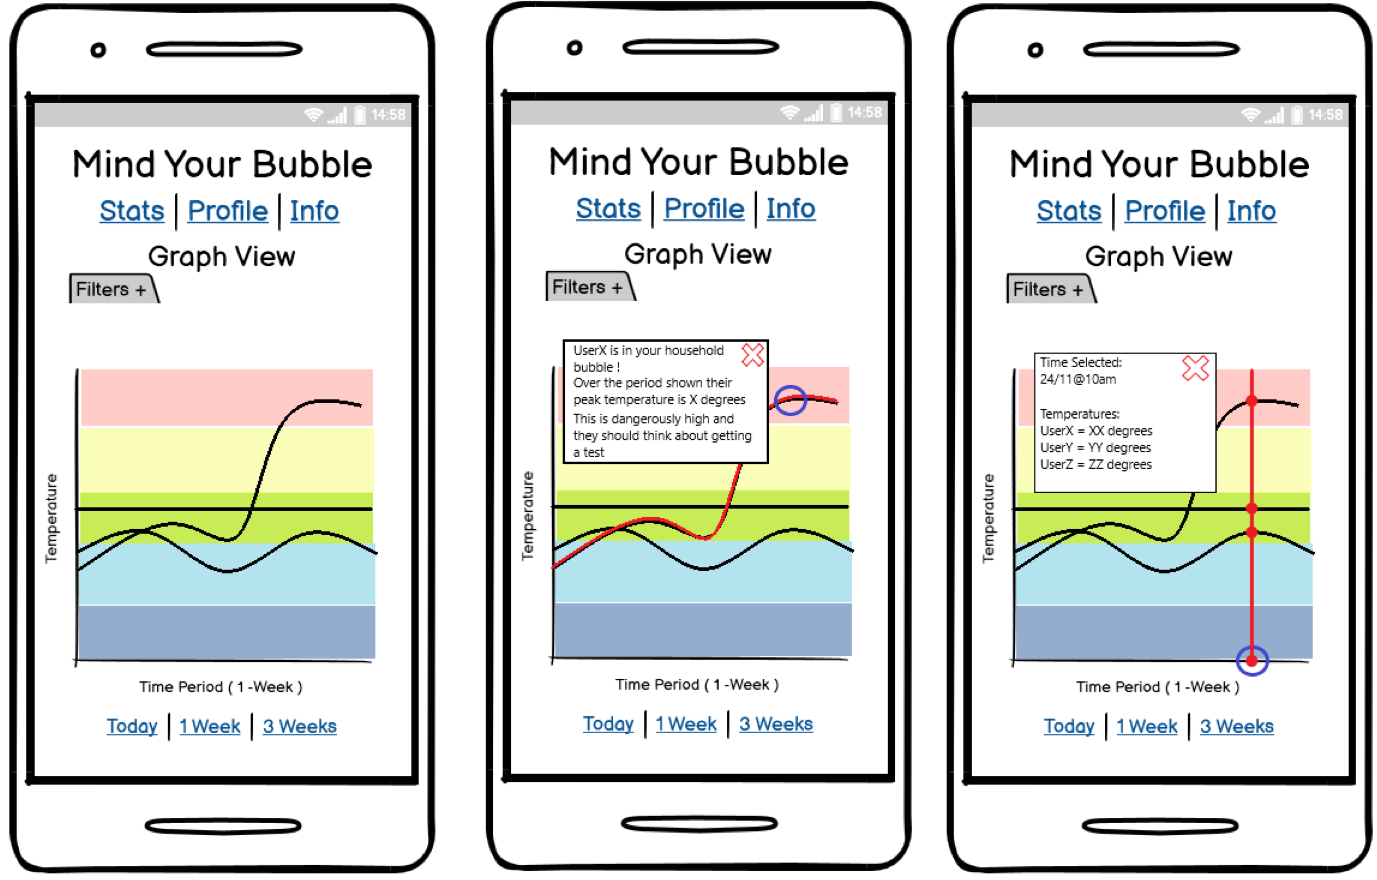 14:58
Mind Your Bubble
Stats | Profile | Info
Graph View
Filters +
Temperature
Time Period ( 1 -Week )
Today | 1 Week | 3 Weeks
14:58
Mind Your Bubble
Stats | Profile | Info
Graph View
Filters +
UserX is in your household
bubble !
Over the period shown their
peak temperature is X degrees
This is dangerously high and
they should think about getting
a test
Temperature
Time Period ( 1 -Week )
Today | 1 Week | 3 Weeks
14:58
Mind Your Bubble
Stats | Profile | Info
Graph View
Filters +
Time Selected:
24/11@10am
Temperatures:
UserX = XX degrees
UserY = YY degrees
UserZ = ZZ degrees
Temperature
Time Period ( 1 -Week )
Today | 1 Week | 3 Weeks